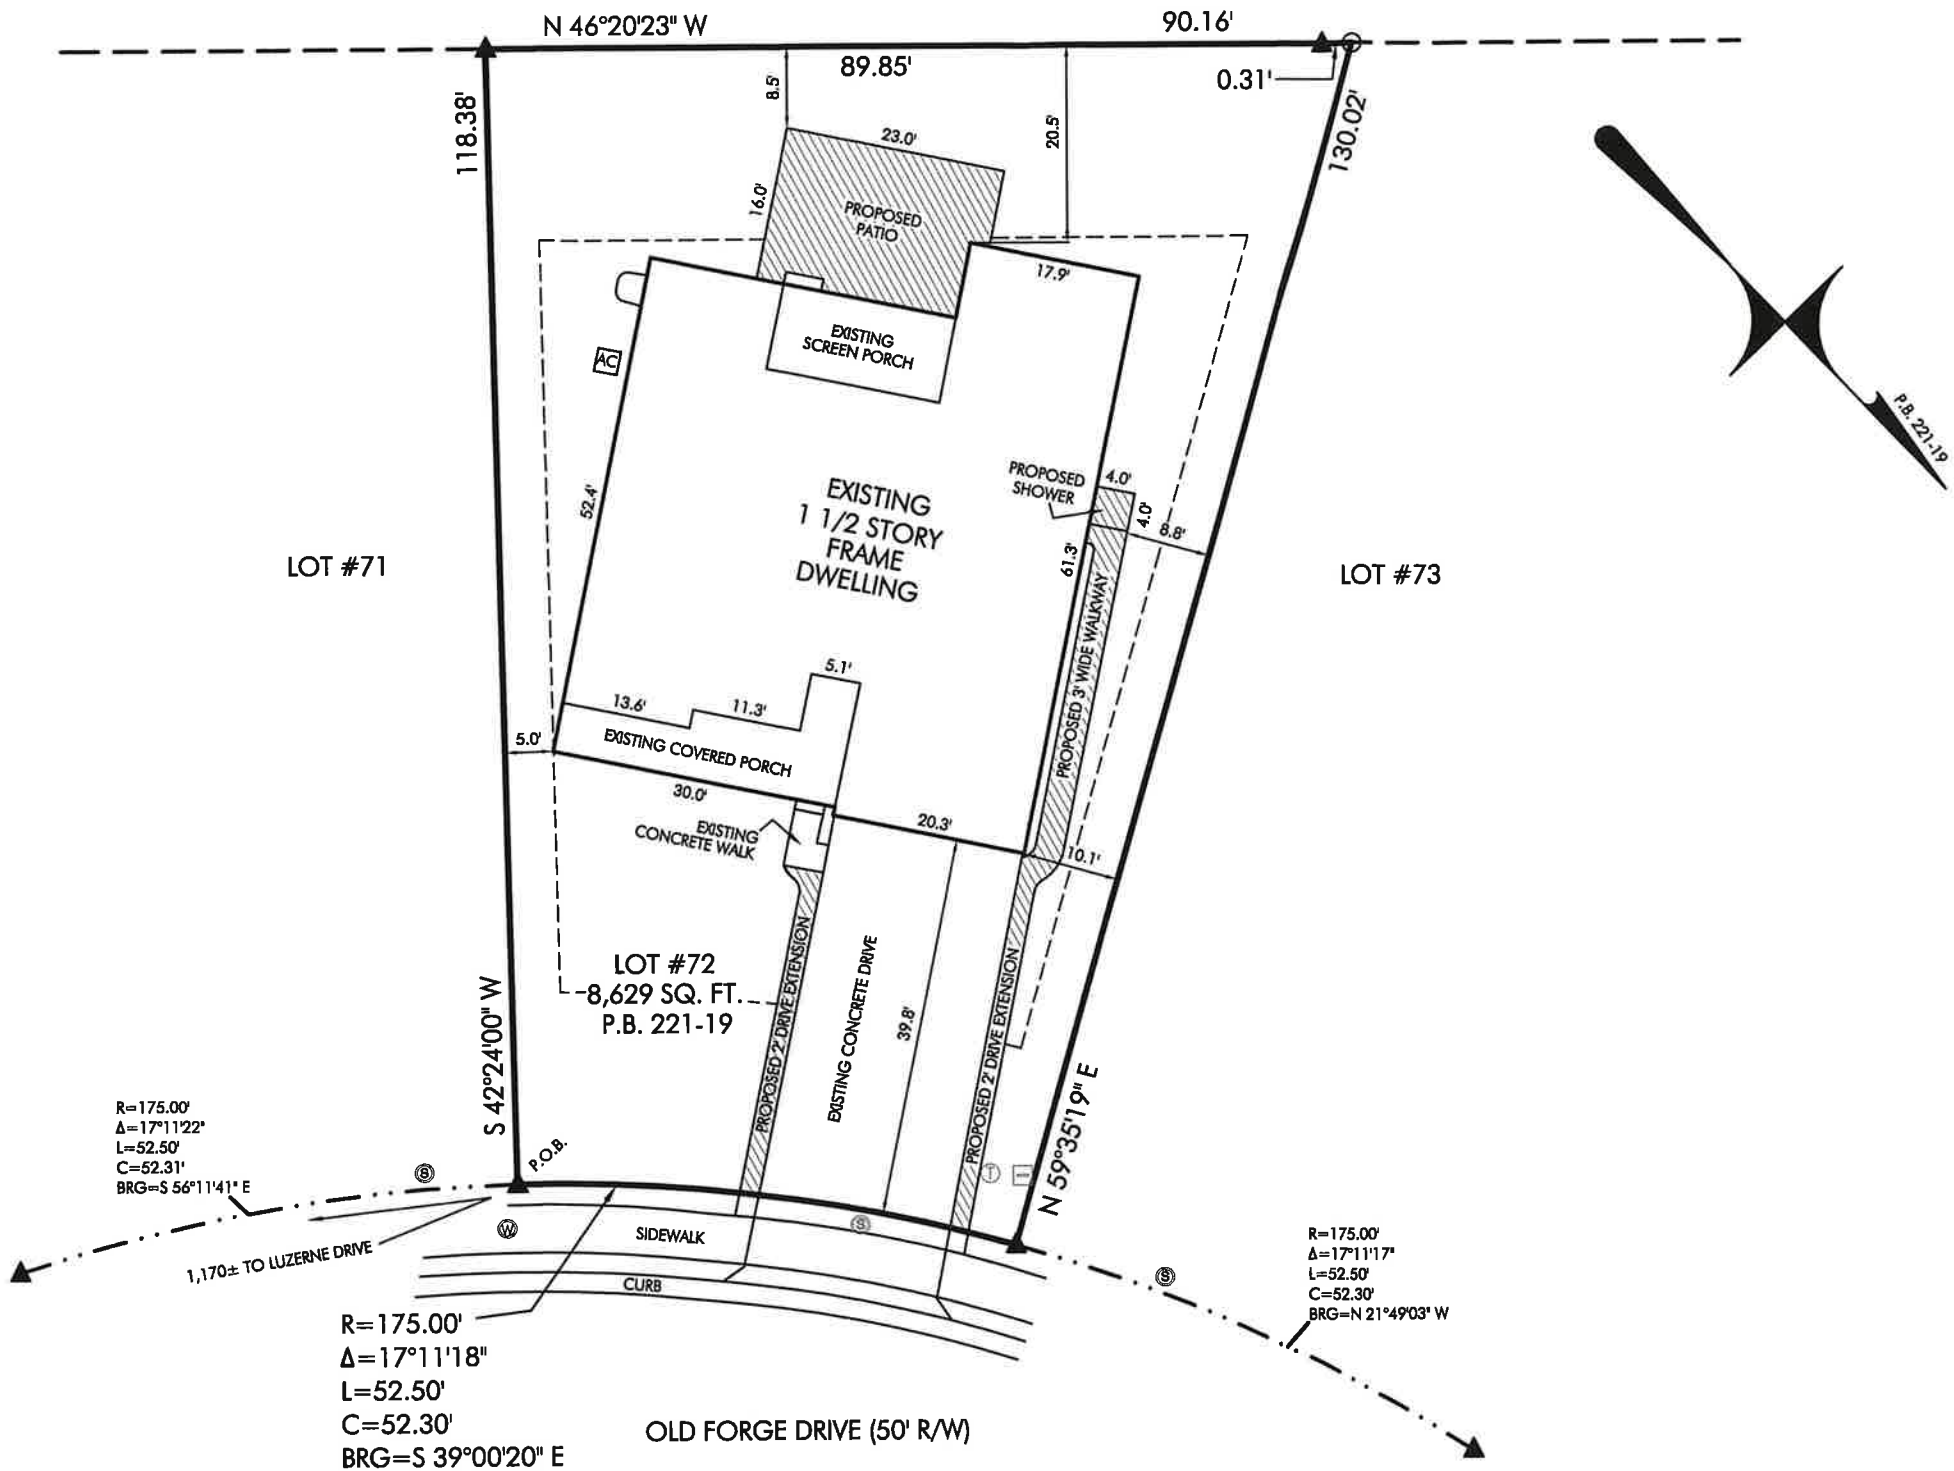 N 46°20'23" W
90.16'
89.85'
0.31'
118.38'
130.02'
8.5'
20.5'
23.0'
16.0'
PROPOSED
PATIO
17.9'
EXISTING
SCREEN PORCH
AC
52.4'
EXISTING
1 1/2 STORY
FRAME
DWELLING
PROPOSED
SHOWER
4.0'
4.0'
8.8'
61.3'
PROPOSED 3' WIDE WALKWAY
P.B. 221-19
LOT #71
LOT #73
5.1'
13.6'
11.3'
5.0'
EXISTING COVERED PORCH
30.0'
EXISTING
CONCRETE WALK
20.3'
10.1'
LOT #72
8,629 SQ. FT.
P.B. 221-19
PROPOSED 2' DRIVE EXTENSION
EXISTING CONCRETE DRIVE
39.8'
PROPOSED 2' DRIVE EXTENSION
S 42°24'00" W
N 59°35'19" E
P.O.B.
R=175.00'
Δ=17°11'22"
L=52.50'
C=52.31'
BRG=S 56°11'41" E
S
W
S
T
S
1,170± TO LUZERNE DRIVE
SIDEWALK
CURB
R=175.00'
Δ=17°11'17"
L=52.50'
C=52.30'
BRG=N 21°49'03" W
R=175.00'
Δ=17°11'18"
L=52.50'
C=52.30'
BRG=S 39°00'20" E
OLD FORGE DRIVE (50' R/W)